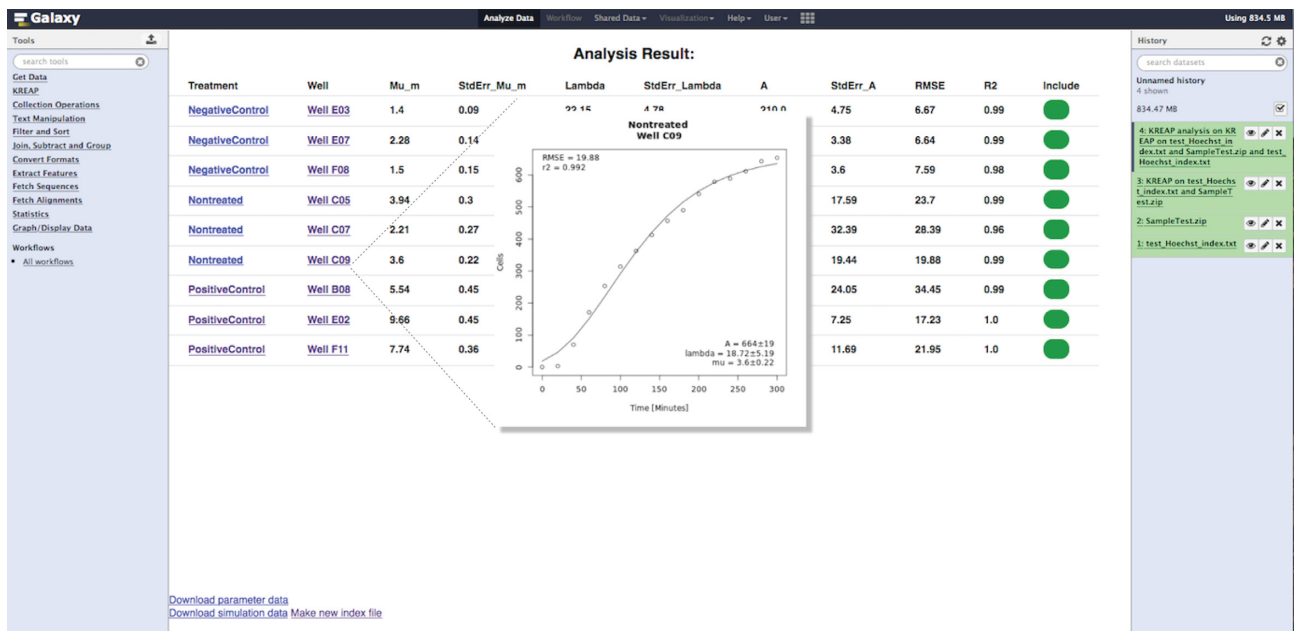 Galaxy
Analyze Data Workflow Shared Data Visualization Help User
Using 834.5 MB
Tools
search tools
Get Data
KREAP
Collection Operations
Text Manipulation
Filter and Sort
Join, Subtract and Group
Convert Formats
Extract Features
Fetch Sequences
Fetch Alignments
Statistics
Graph/Display Data
Workflows
All workflows
Analysis Result:
Treatment Well Mu_m StdErr_Mu_m Lambda StdErr_Lambda A StdErr_A RMSE R2 Include
NegativeControl Well E03 1.4 0.09 22.15 4.78 210.0 4.75 6.67 0.99
NegativeControl Well E07 2.28 0.14 3.38 6.64 0.99
NegativeControl Well F08 1.5 0.15 3.6 7.59 0.98
Nontreated Well C05 3.94 0.3 17.59 23.7 0.99
Nontreated Well C07 2.21 0.27 32.39 28.39 0.96
Nontreated Well C09 3.6 0.22 19.44 19.88 0.99
PositiveControl Well B08 5.54 0.45 24.05 34.45 0.99
PositiveControl Well E02 9.66 0.45 7.25 17.23 1.0
PositiveControl Well F11 7.74 0.36 11.69 21.95 1.0
Nontreated
Well C09
RMSE = 19.88
r2 = 0.992
600
500
400
300
200
100
0
Cells
A = 664±19
lambda = 18.72±5.19
mu = 3.6±0.22
0 50 100 150 200 250 300
Time [Minutes]
Download parameter data
Download simulation data Make new index file
History
search datasets
Unnamed history
4 shown
834.47 MB
4: KREAP analysis on KR
EAP on test_Hoechst_in
dex.txt and SampleTest.zip and test_
Hoechst_index.txt
3: KREAP on test_Hoechs
t_index.txt and SampleT
est.zip
2: SampleTest.zip
1: test_Hoechst_index.txt